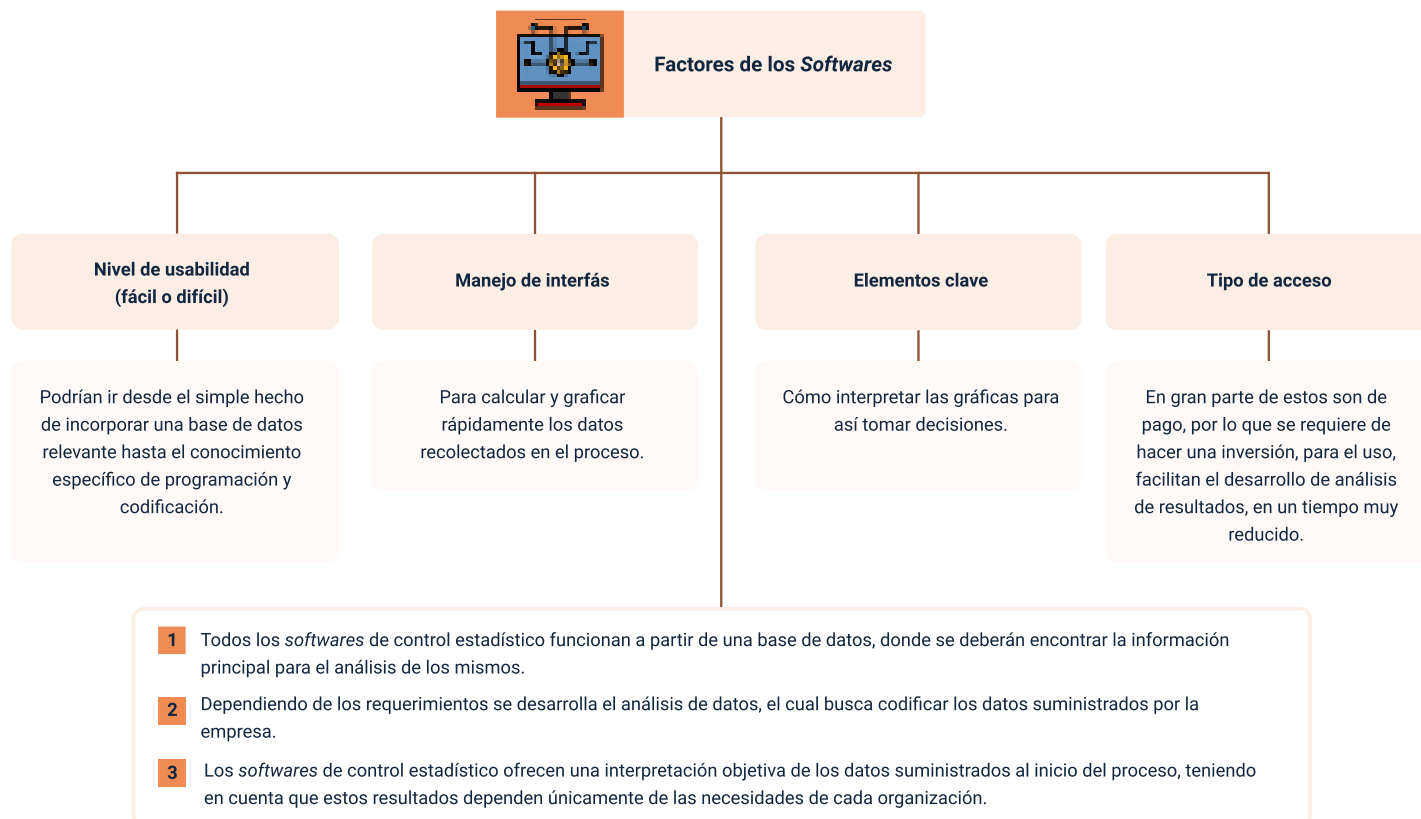 Factores de los Softwares
Nivel de usabilidad
(fácil o difícil)
Podrían ir desde el simple hecho
de incorporar una base de datos
relevante hasta el conocimiento
específico de programación y
codificación.
Manejo de interfás
Para calcular y graficar
rápidamente los datos
recolectados en el proceso.
Elementos clave
Cómo interpretar las gráficas para
así tomar decisiones.
Tipo de acceso
En gran parte de estos son de
pago, por lo que se requiere de
hacer una inversión, para el uso,
facilitan el desarrollo de análisis
de resultados, en un tiempo muy
reducido.
1 Todos los softwares de control estadístico funcionan a partir de una base de datos, donde se deberán encontrar la información
principal para el análisis de los mismos.
2 Dependiendo de los requerimientos se desarrolla el análisis de datos, el cual busca codificar los datos suministrados por la
empresa.
3 Los softwares de control estadístico ofrecen una interpretación objetiva de los datos suministrados al inicio del proceso, teniendo
en cuenta que estos resultados dependen únicamente de las necesidades de cada organización.